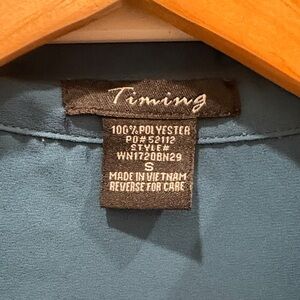 Timing
100% POLYESTER
PO# 52112
STYLE#
WN1720BN29
S
MADE IN VIETNAM
REVERSE FOR CARE